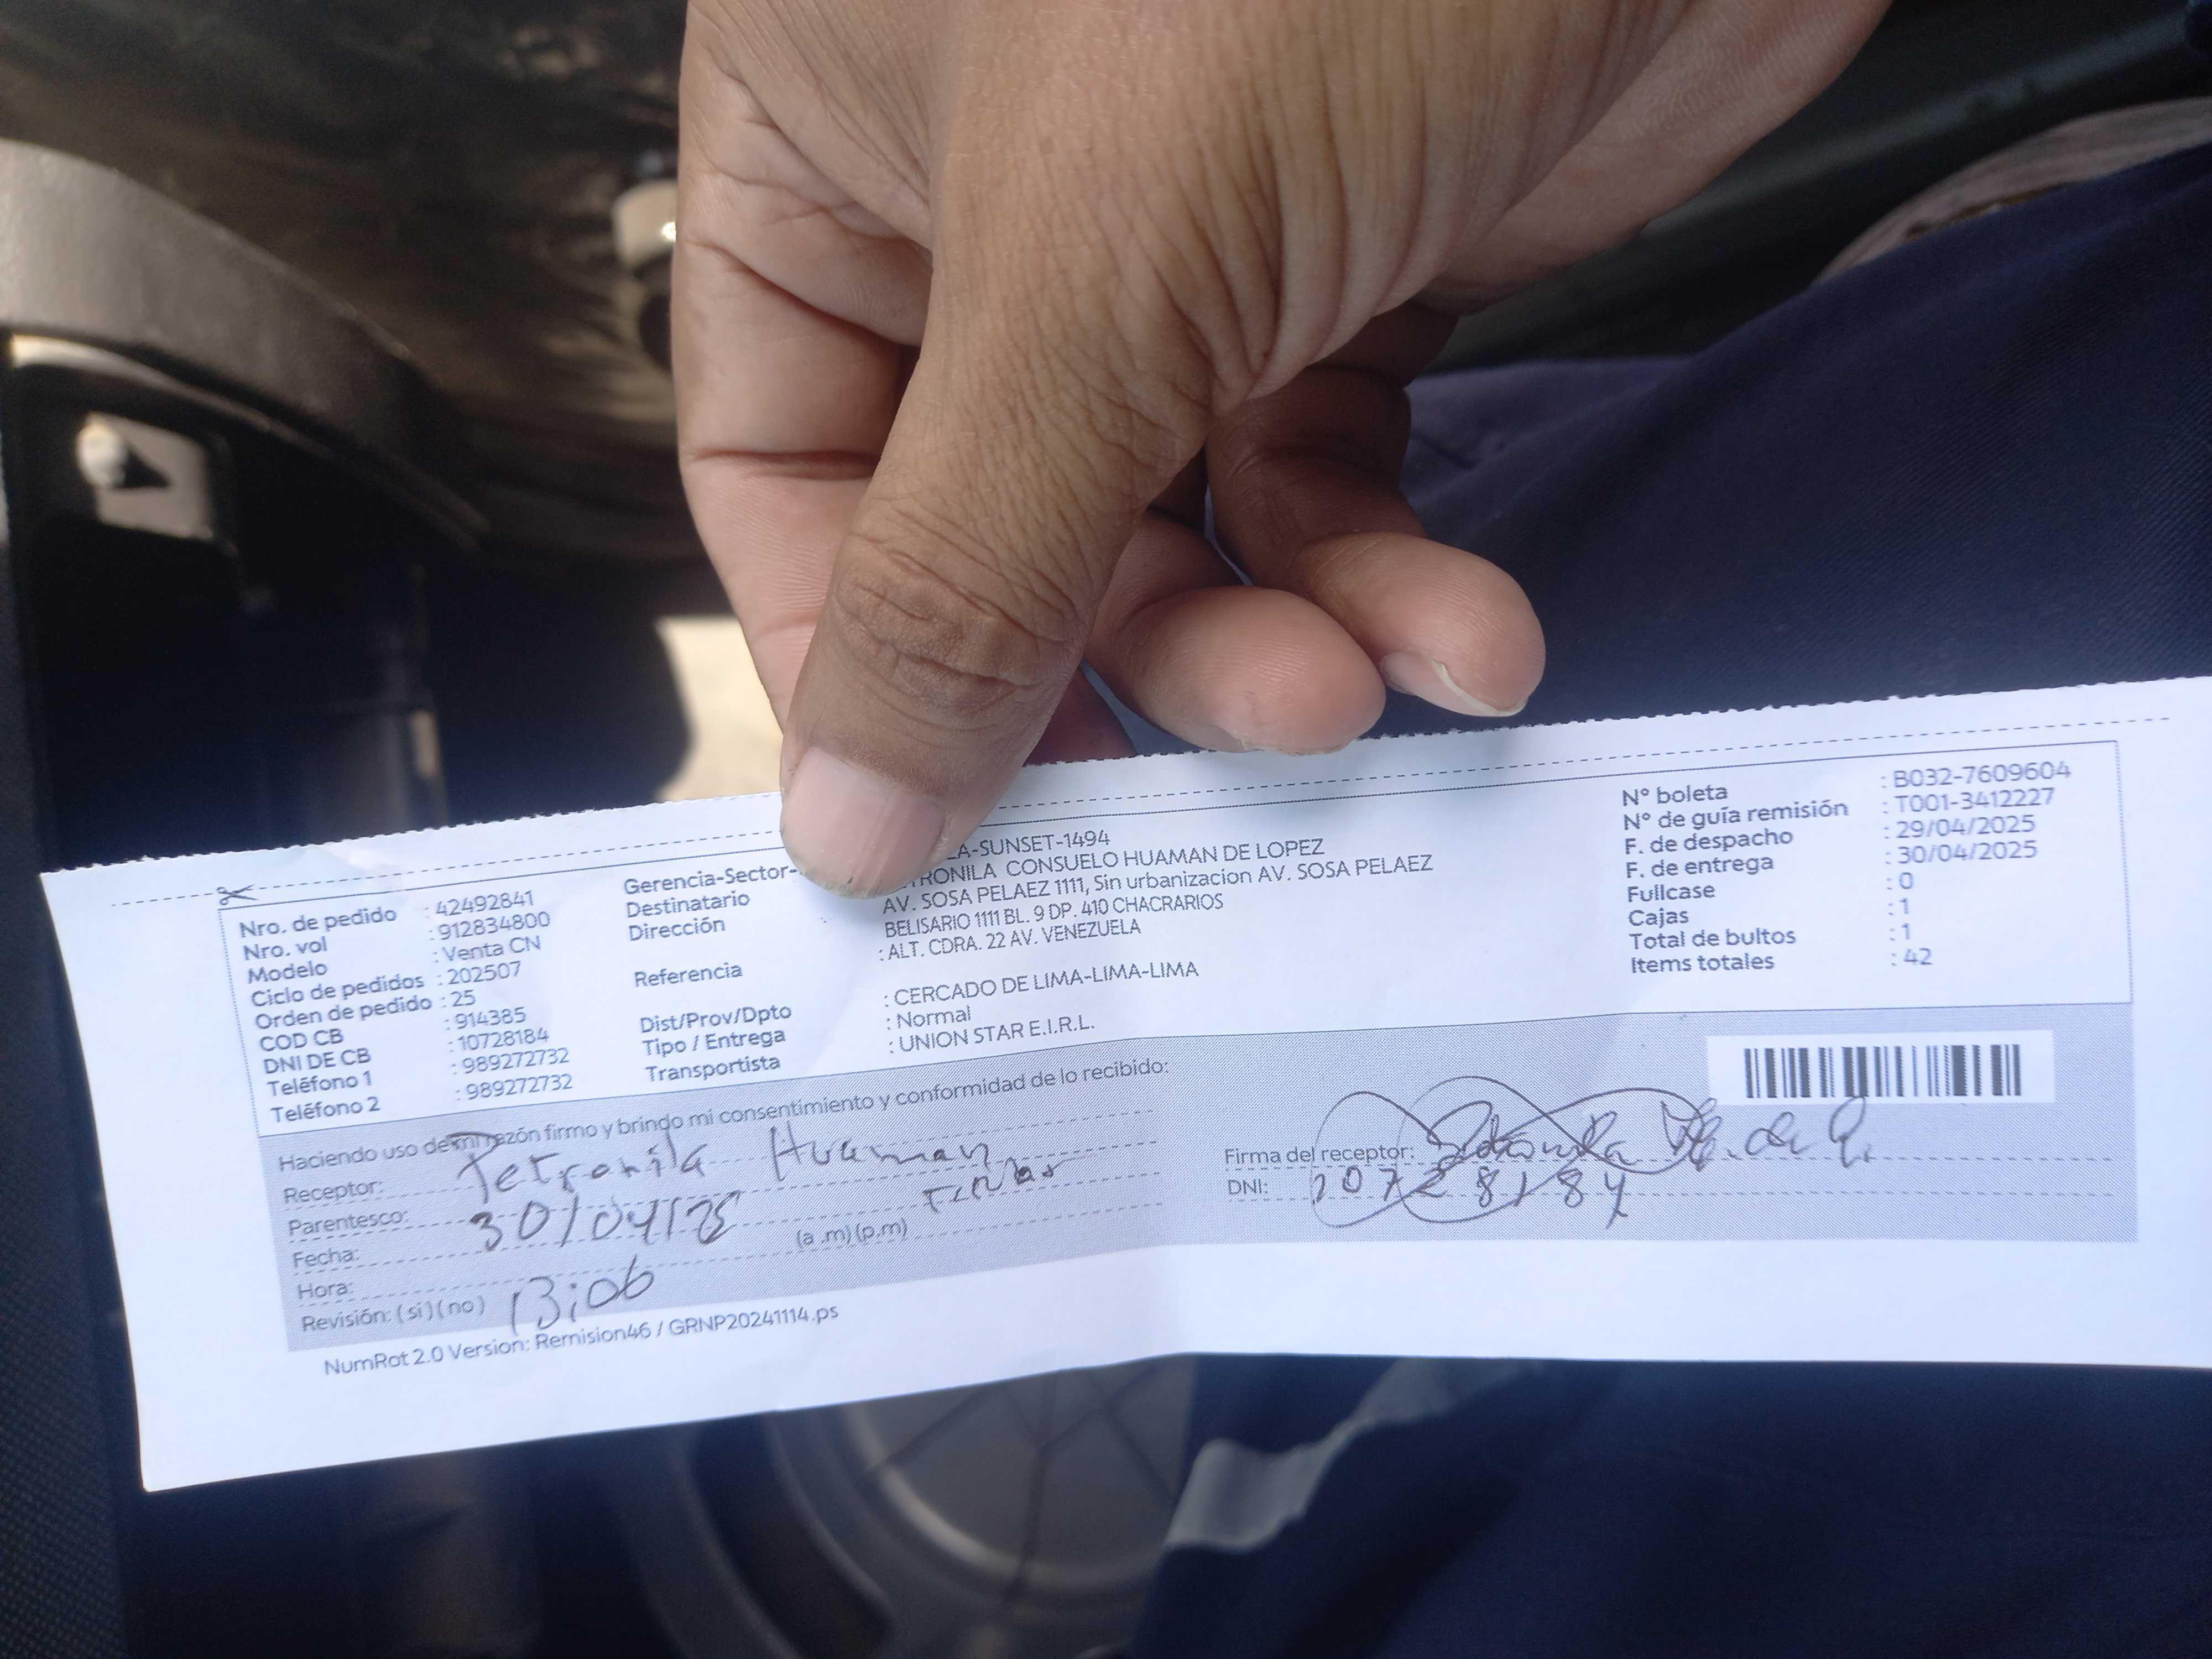 Nro. de pedido : 42492841
Nro. vol : 912834800
Modelo : Venta CN
Ciclo de pedidos : 202507
Orden de pedido : 25
COD CB : 914385
DNI DE CB : 10728184
Teléfono 1 : 989272732
Teléfono 2 : 989272732
Gerencia-Sector- LA-SUNSET-1494
Destinatario TRONILA CONSUELO HUAMAN DE LOPEZ
Dirección : AV. SOSA PELAEZ 1111, Sin urbanizacion AV. SOSA PELAEZ
BELISARIO 1111 BL. 9 DP. 410 CHACRARIOS
Referencia : ALT. CDRA. 22 AV. VENEZUELA
Dist/Prov/Dpto : CERCADO DE LIMA-LIMA-LIMA
Tipo / Entrega : Normal
Transportista : UNION STAR E.I.R.L.
N° boleta : B032-7609604
N° de guía remisión : T001-3412227
F. de despacho : 29/04/2025
F. de entrega : 30/04/2025
Fullcase : 0
Cajas : 1
Total de bultos : 1
Items totales : 42
Haciendo uso de mi razón firmo y brindo mi consentimiento y conformidad de lo recibido:
Receptor: Petronila Huaman
Parentesco:
Fecha: 30/04/25
Hora: (a .m) (p.m)
Revisión: ( si ) ( no ) 13:06
Firma del receptor:
DNI: 10728184
NumRot 2.0 Version: Remision46 / GRNP20241114.ps